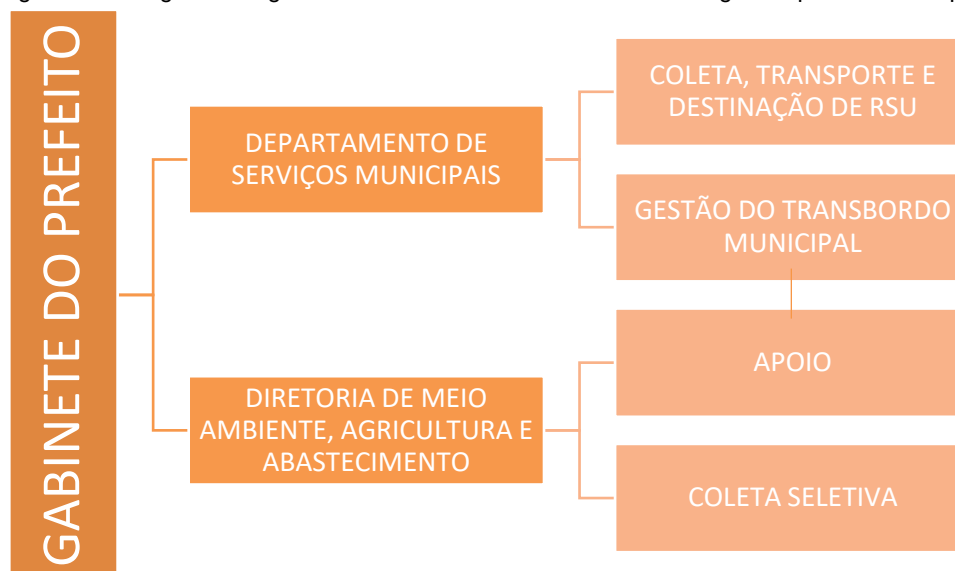 GABINETE DO PREFEITO
DEPARTAMENTO DE
SERVIÇOS MUNICIPAIS
COLETA, TRANSPORTE E
DESTINAÇÃO DE RSU
GESTÃO DO TRANSBORDO
MUNICIPAL
DIRETORIA DE MEIO
AMBIENTE, AGRICULTURA E
ABASTECIMENTO
APOIO
COLETA SELETIVA